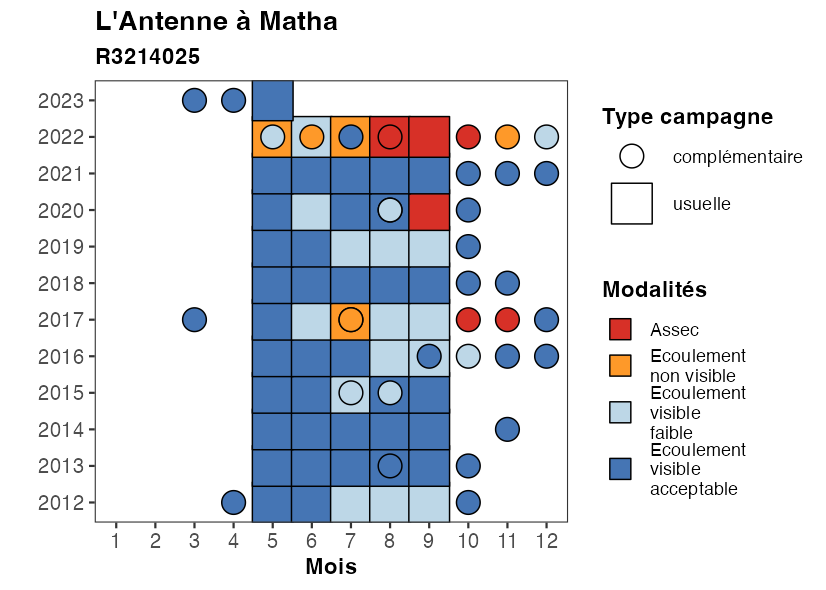 L'Antenne à Matha
R3214025
2023
2022
2021
2020
2019
2018
2017
2016
2015
2014
2013
2012
1 2 3 4 5 6 7 8 9 10 11 12
Mois
Type campagne
complémentaire
usuelle
Modalités
Assec
Ecoulement
non visible
Ecoulement
visible
faible
Ecoulement
visible
acceptable